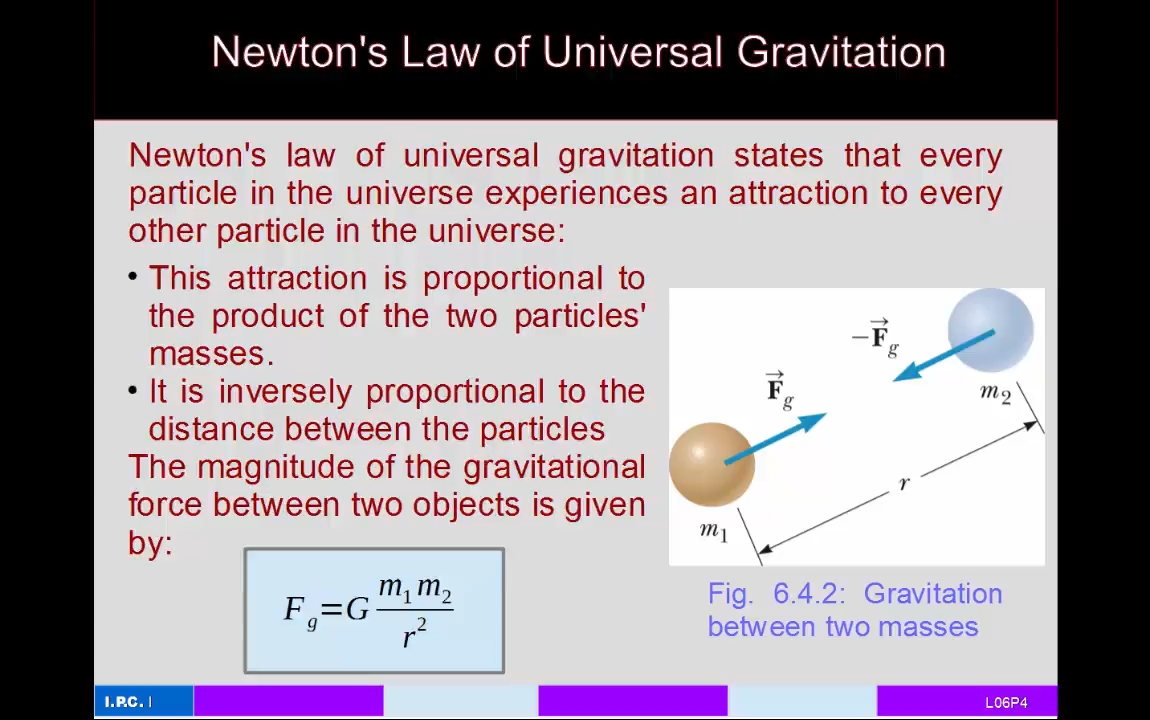 Newton's Law of Universal Gravitation
Newton's law of universal gravitation states that every
particle in the universe experiences an attraction to every
other particle in the universe:
• This attraction is proportional to
the product of the two particles'
masses.
• It is inversely proportional to the
distance between the particles
The magnitude of the gravitational
force between two objects is given
by:
F_g=G m₁m₂/r²
−F⃗_g
F⃗_g
m₂
r
m₁
Fig. 6.4.2: Gravitation
between two masses
I.P.C. I
L06P4